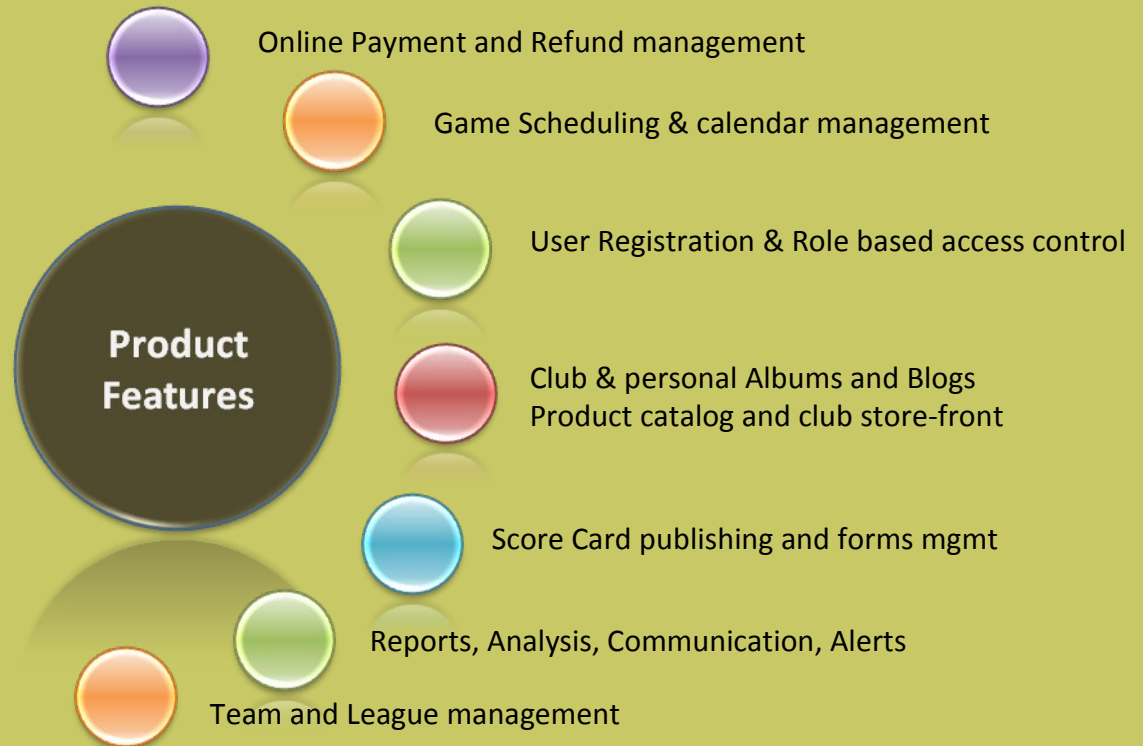 Online Payment and Refund management
Game Scheduling & calendar management
User Registration & Role based access control
Product
Features
Club & personal Albums and Blogs
Product catalog and club store-front
Score Card publishing and forms mgmt
Reports, Analysis, Communication, Alerts
Team and League management